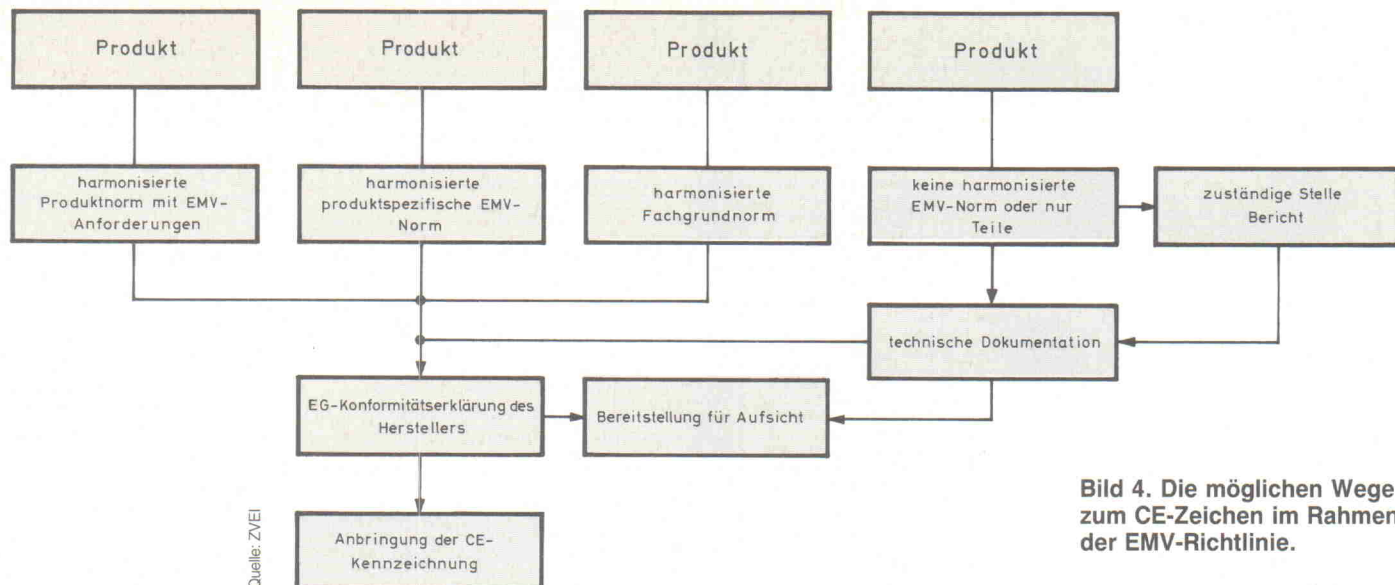 Produkt
Produkt
Produkt
Produkt
harmonisierte
Produktnorm mit EMV-
Anforderungen
harmonisierte
produktspezifische EMV-
Norm
harmonisierte
Fachgrundnorm
keine harmonisierte
EMV-Norm oder nur
Teile
zuständige Stelle
Bericht
technische Dokumentation
EG-Konformitätserklärung des
Herstellers
Bereitstellung für Aufsicht
Anbringung der CE-
Kennzeichnung
Quelle: ZVEI
Bild 4. Die möglichen Wege
zum CE-Zeichen im Rahmen
der EMV-Richtlinie.